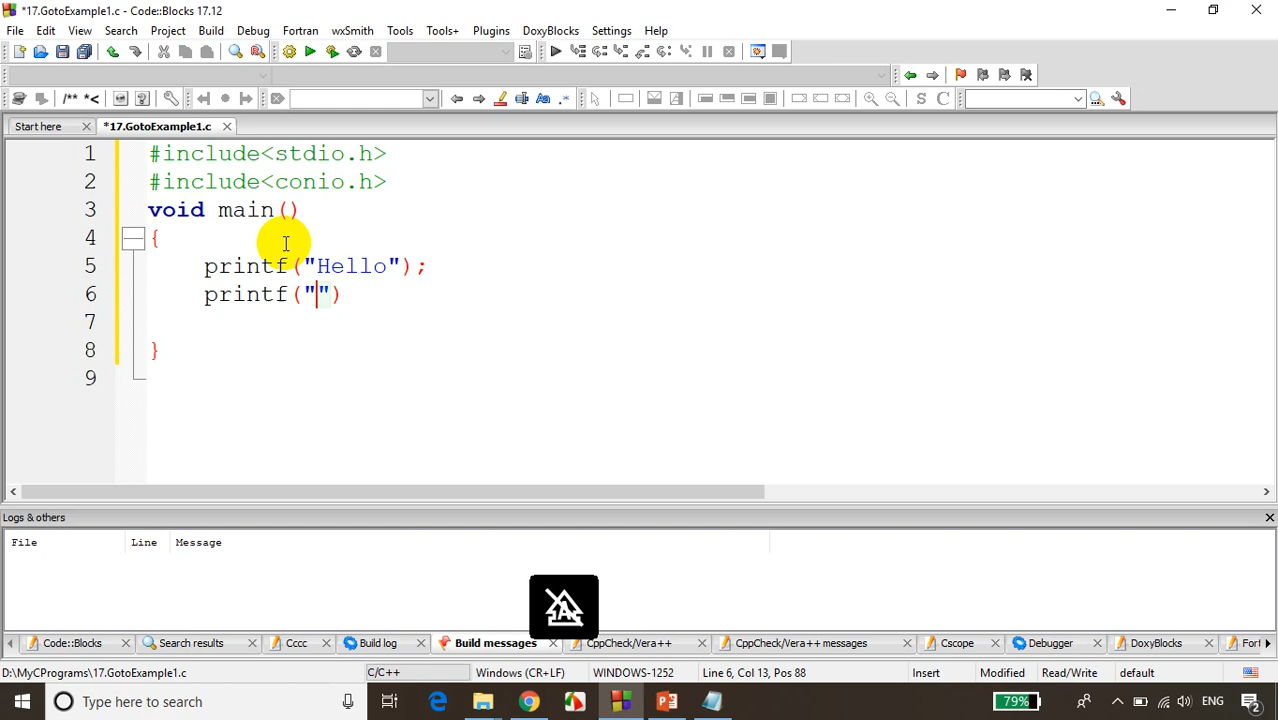 *17.GotoExample1.c - Code::Blocks 17.12
File Edit View Search Project Build Debug Fortran wxSmith Tools Tools+ Plugins DoxyBlocks Settings Help
/** *<
S C
Start here *17.GotoExample1.c
1 #include<stdio.h>
2 #include<conio.h>
3 void main()
4 {
5 printf("Hello");
6 printf("")
7
8 }
9
Logs & others
File Line Message
A
Code::Blocks Search results Cccc Build log Build messages CppCheck/Vera++ CppCheck/Vera++ messages Cscope Debugger DoxyBlocks For
D:\MyCPrograms\17.GotoExample1.c C/C++ Windows (CR+LF) WINDOWS-1252 Line 6, Col 13, Pos 88 Insert Modified Read/Write default
Type here to search 79% ENG 2